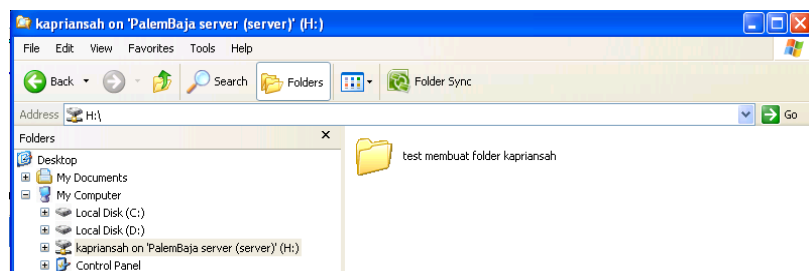 kapriansah on 'PalemBaja server (server)' (H:)
File Edit View Favorites Tools Help
Back Search Folders Folder Sync
Address H:\ Go
Folders x
test membuat folder kapriansah
Desktop
My Documents
My Computer
Local Disk (C:)
Local Disk (D:)
kapriansah on 'PalemBaja server (server)' (H:)
Control Panel